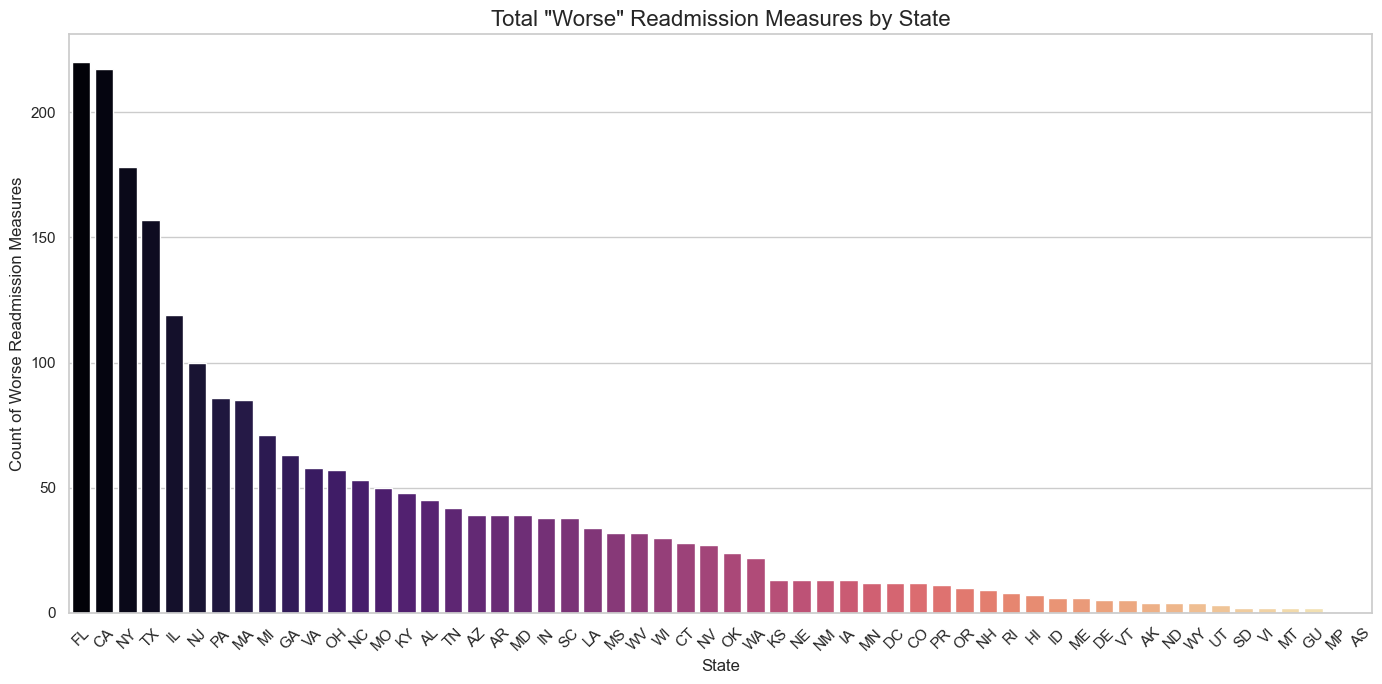 Total "Worse" Readmission Measures by State
Count of Worse Readmission Measures
200
150
100
50
0
FL CA NY TX IL NJ PA MA MI GA VA OH NC MO KY AL TN AZ AR MD IN SC LA MS WV WI CT NV OK WA KS NE NM IA MN DC CO PR OR NH RI HI ID ME DE VT AK ND WY UT SD VI MT GU MP AS
State